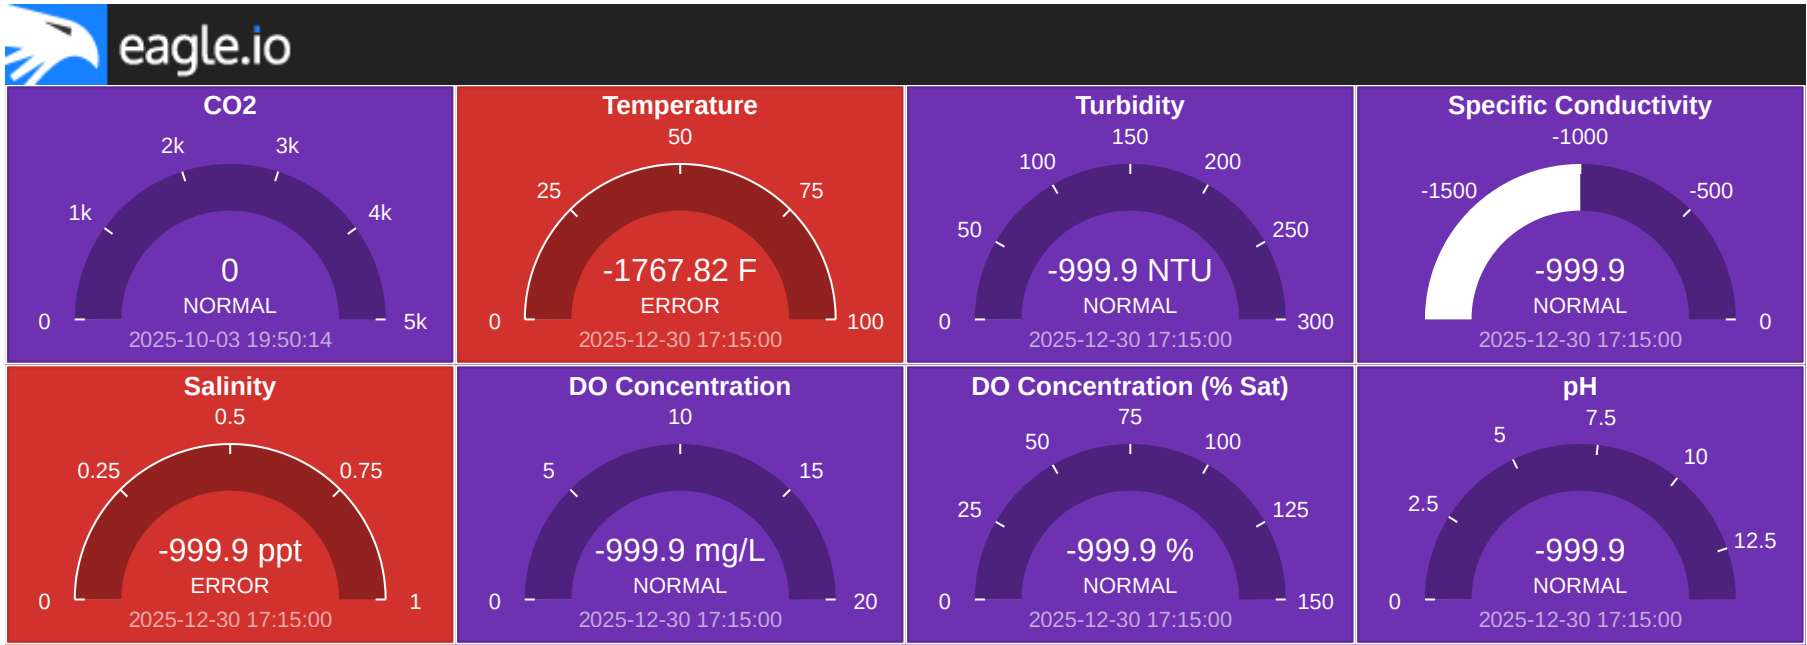 eagle.io
CO2
2k 3k
1k 4k
0
NORMAL
0 5k
2025-10-03 19:50:14
Temperature
50
25 75
-1767.82 F
ERROR
0 100
2025-12-30 17:15:00
Turbidity
150
100 200
50 250
-999.9 NTU
NORMAL
0 300
2025-12-30 17:15:00
Specific Conductivity
-1000
-1500 -500
-999.9
NORMAL
0
2025-12-30 17:15:00
Salinity
0.5
0.25 0.75
-999.9 ppt
ERROR
0 1
2025-12-30 17:15:00
DO Concentration
10
5 15
-999.9 mg/L
NORMAL
0 20
2025-12-30 17:15:00
DO Concentration (% Sat)
75
50 100
25 125
-999.9 %
NORMAL
0 150
2025-12-30 17:15:00
pH
7.5
5 10
2.5 12.5
-999.9
NORMAL
0
2025-12-30 17:15:00